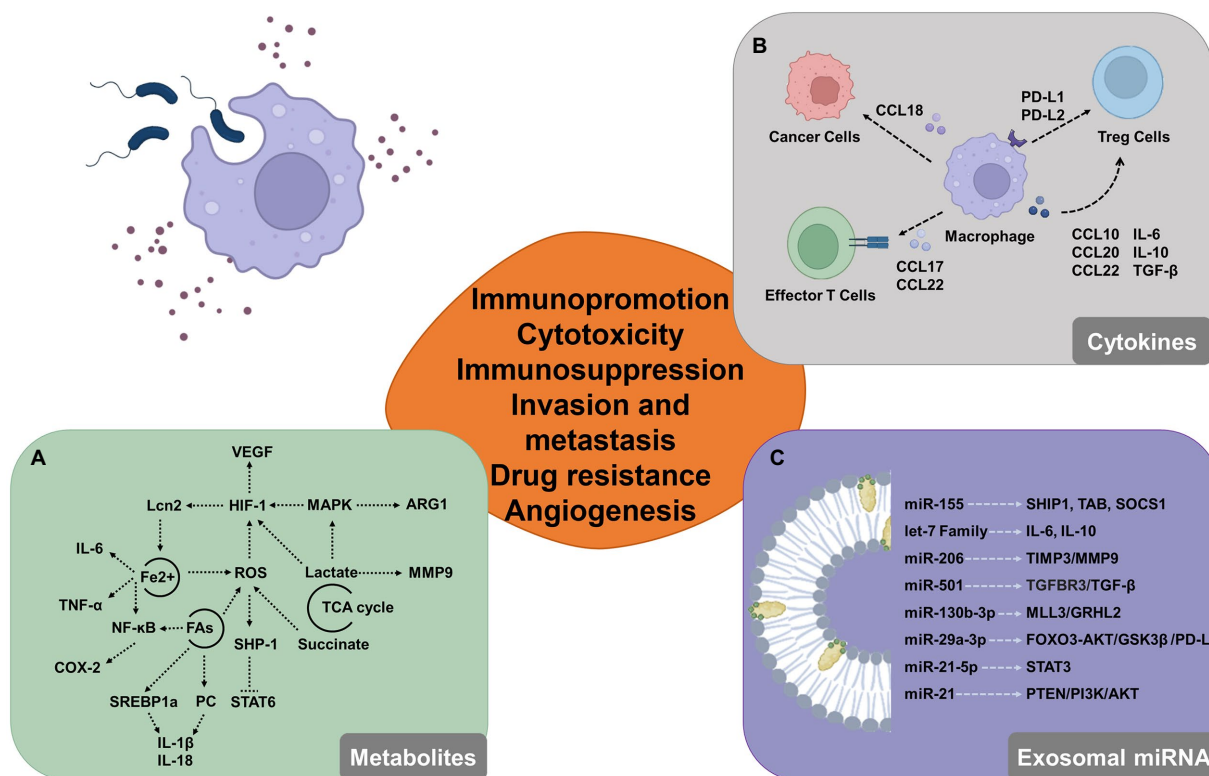 B
Cancer Cells
CCL18
PD-L1
PD-L2
Treg Cells
Macrophage
Effector T Cells
CCL17
CCL22
CCL10 IL-6
CCL20 IL-10
CCL22 TGF-β
Cytokines
Immunopromotion
Cytotoxicity
Immunosuppression
Invasion and
metastasis
Drug resistance
Angiogenesis
A
VEGF
Lcn2 HIF-1 MAPK ARG1
IL-6
Fe2+ ROS Lactate MMP9
TNF-α TCA cycle
NF-κB FAs
SHP-1 Succinate
COX-2
SREBP1a PC STAT6
IL-1β
IL-18
Metabolites
C
miR-155 SHIP1, TAB, SOCS1
let-7 Family IL-6, IL-10
miR-206 TIMP3/MMP9
miR-501 TGFBR3/TGF-β
miR-130b-3p MLL3/GRHL2
miR-29a-3p FOXO3-AKT/GSK3β/PD-L
miR-21-5p STAT3
miR-21 PTEN/PI3K/AKT
Exosomal miRNA